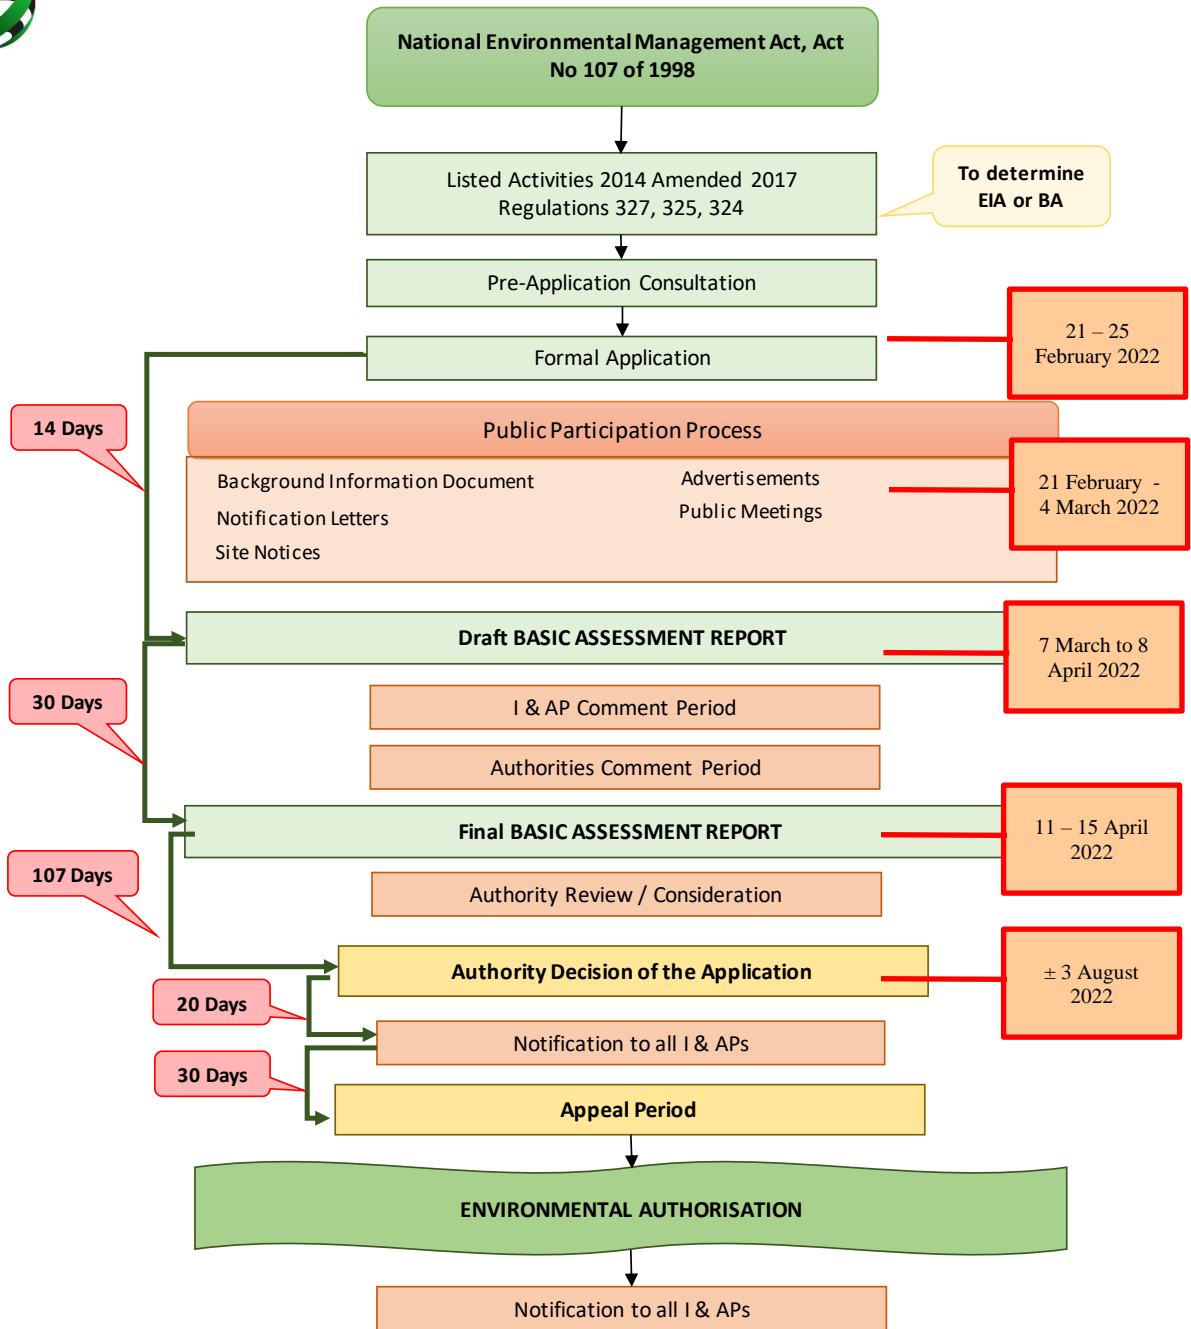 National Environmental Management Act, Act
No 107 of 1998
Listed Activities 2014 Amended 2017
Regulations 327, 325, 324
To determine
EIA or BA
Pre-Application Consultation
Formal Application
21 – 25
February 2022
14 Days
Public Participation Process
Background Information Document
Notification Letters
Site Notices
Advertisements
Public Meetings
21 February -
4 March 2022
Draft BASIC ASSESSMENT REPORT
7 March to 8
April 2022
30 Days
I & AP Comment Period
Authorities Comment Period
Final BASIC ASSESSMENT REPORT
11 – 15 April
2022
107 Days
Authority Review / Consideration
Authority Decision of the Application
± 3 August
2022
20 Days
Notification to all I & APs
30 Days
Appeal Period
ENVIRONMENTAL AUTHORISATION
Notification to all I & APs